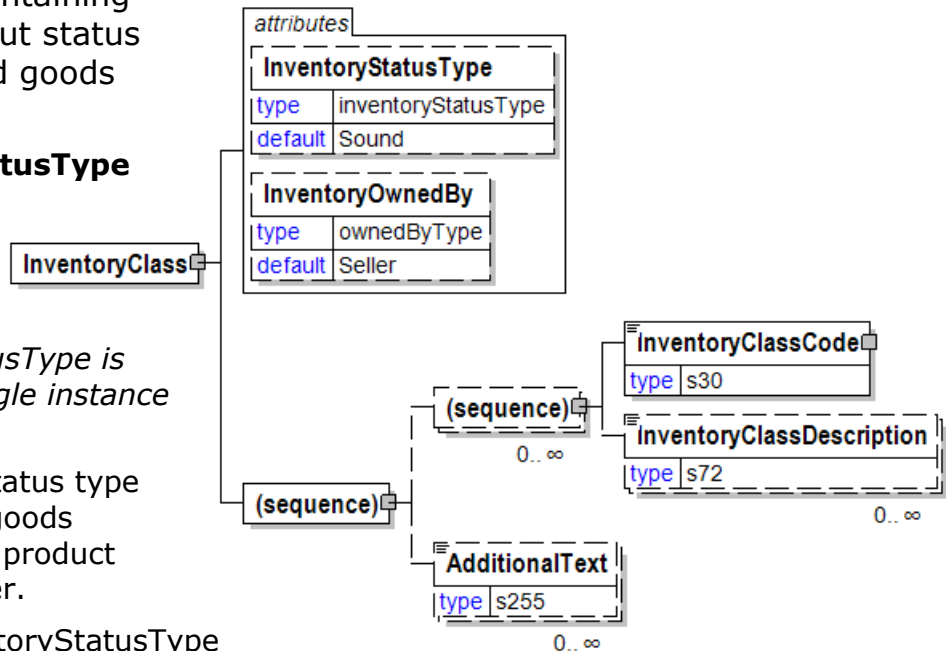 ntaining
ut status
d goods
tusType
usType is
gle instance
tatus type
goods
product
er.
ntoryStatusType
attributes
InventoryStatusType
type inventoryStatusType
default Sound
InventoryOwnedBy
type ownedByType
default Seller
InventoryClass
InventoryClassCode
type s30
(sequence)
0.. ∞
InventoryClassDescription
type s72
0.. ∞
(sequence)
AdditionalText
type s255
0.. ∞